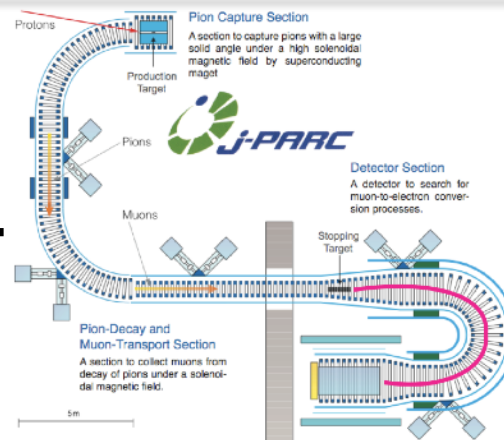 Protons
Pion Capture Section
A section to capture pions with a large
solid angle under a high solenoidal
magnetic field by superconducting
maget
Production
Target
J-PARC
Pions
Detector Section
A detector to search for
muon-to-electron conver-
sion processes.
Muons
Stopping
Target
Pion-Decay and
Muon-Transport Section
A section to collect muons from
decay of pions under a solenoi-
dal magnetic field.
5m